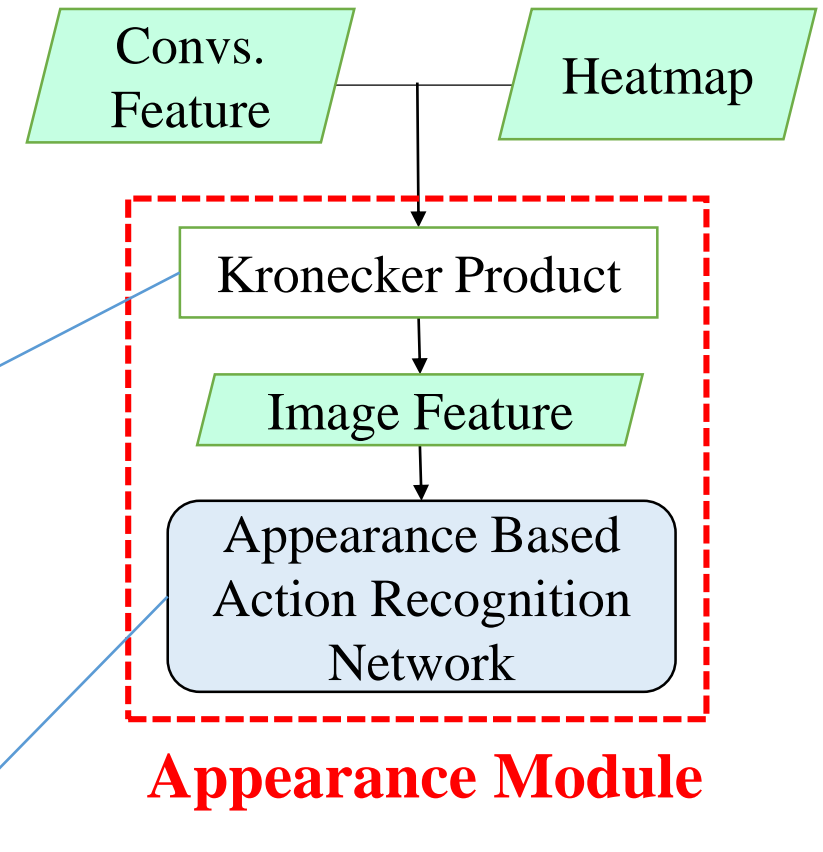 Convs.
Feature
Heatmap
Kronecker Product
Image Feature
Appearance Based
Action Recognition
Network
Appearance Module